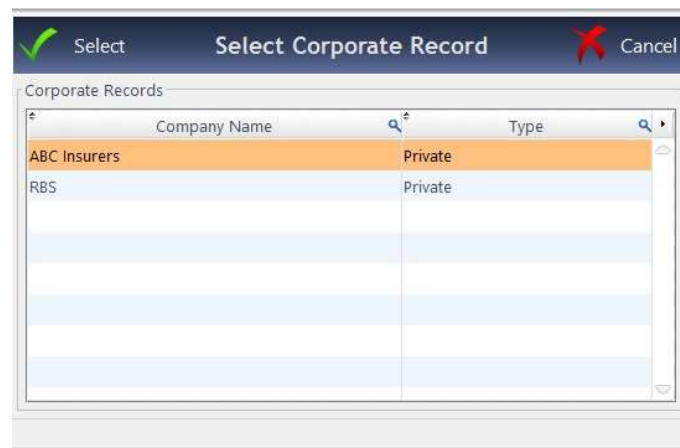 Select Select Corporate Record Cancel
Corporate Records
Company Name Type
ABC Insurers Private
RBS Private